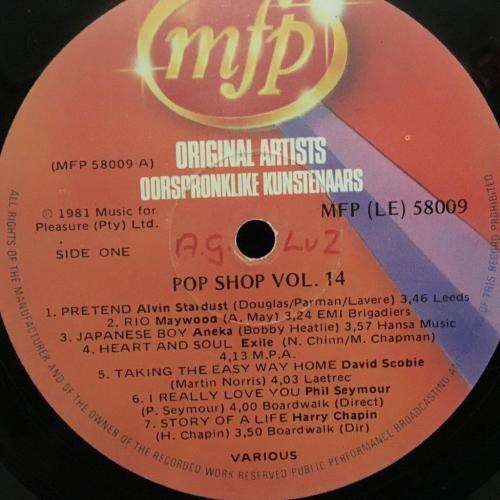 mfp
ORIGINAL ARTISTS
OORSPRONKLIKE KUNSTENAARS
(MFP 58009 A)
© 1981 Music for
Pleasure (Pty) Ltd.
MFP (LE) 58009
SIDE ONE
POP SHOP VOL. 14
1. PRETEND Alvin Stardust (Douglas/Parman/Lavere) 3,46 Leeds
2. RIO Maywood (A. May) 3,24 EMI Brigadiers
3. JAPANESE BOY Aneka (Bobby Heatlie) 3,57 Hansa Music
4. HEART AND SOUL Exile (N. Chinn/M. Chapman)
4,13 M.P.A.
5. TAKING THE EASY WAY HOME David Scobie
(Martin Norris) 4,03 Laetrec
6. I REALLY LOVE YOU Phil Seymour
(P. Seymour) 4,00 Boardwalk (Direct)
7. STORY OF A LIFE Harry Chapin
(H. Chapin) 3,50 Boardwalk (Dir)
VARIOUS
ALL RIGHTS OF THE MANUFACTURER AND OF THE OWNER OF THE RECORDED WORK RESERVED PUBLIC PERFORMANCE BROADCASTING OF THIS RECORD PROHIBITED